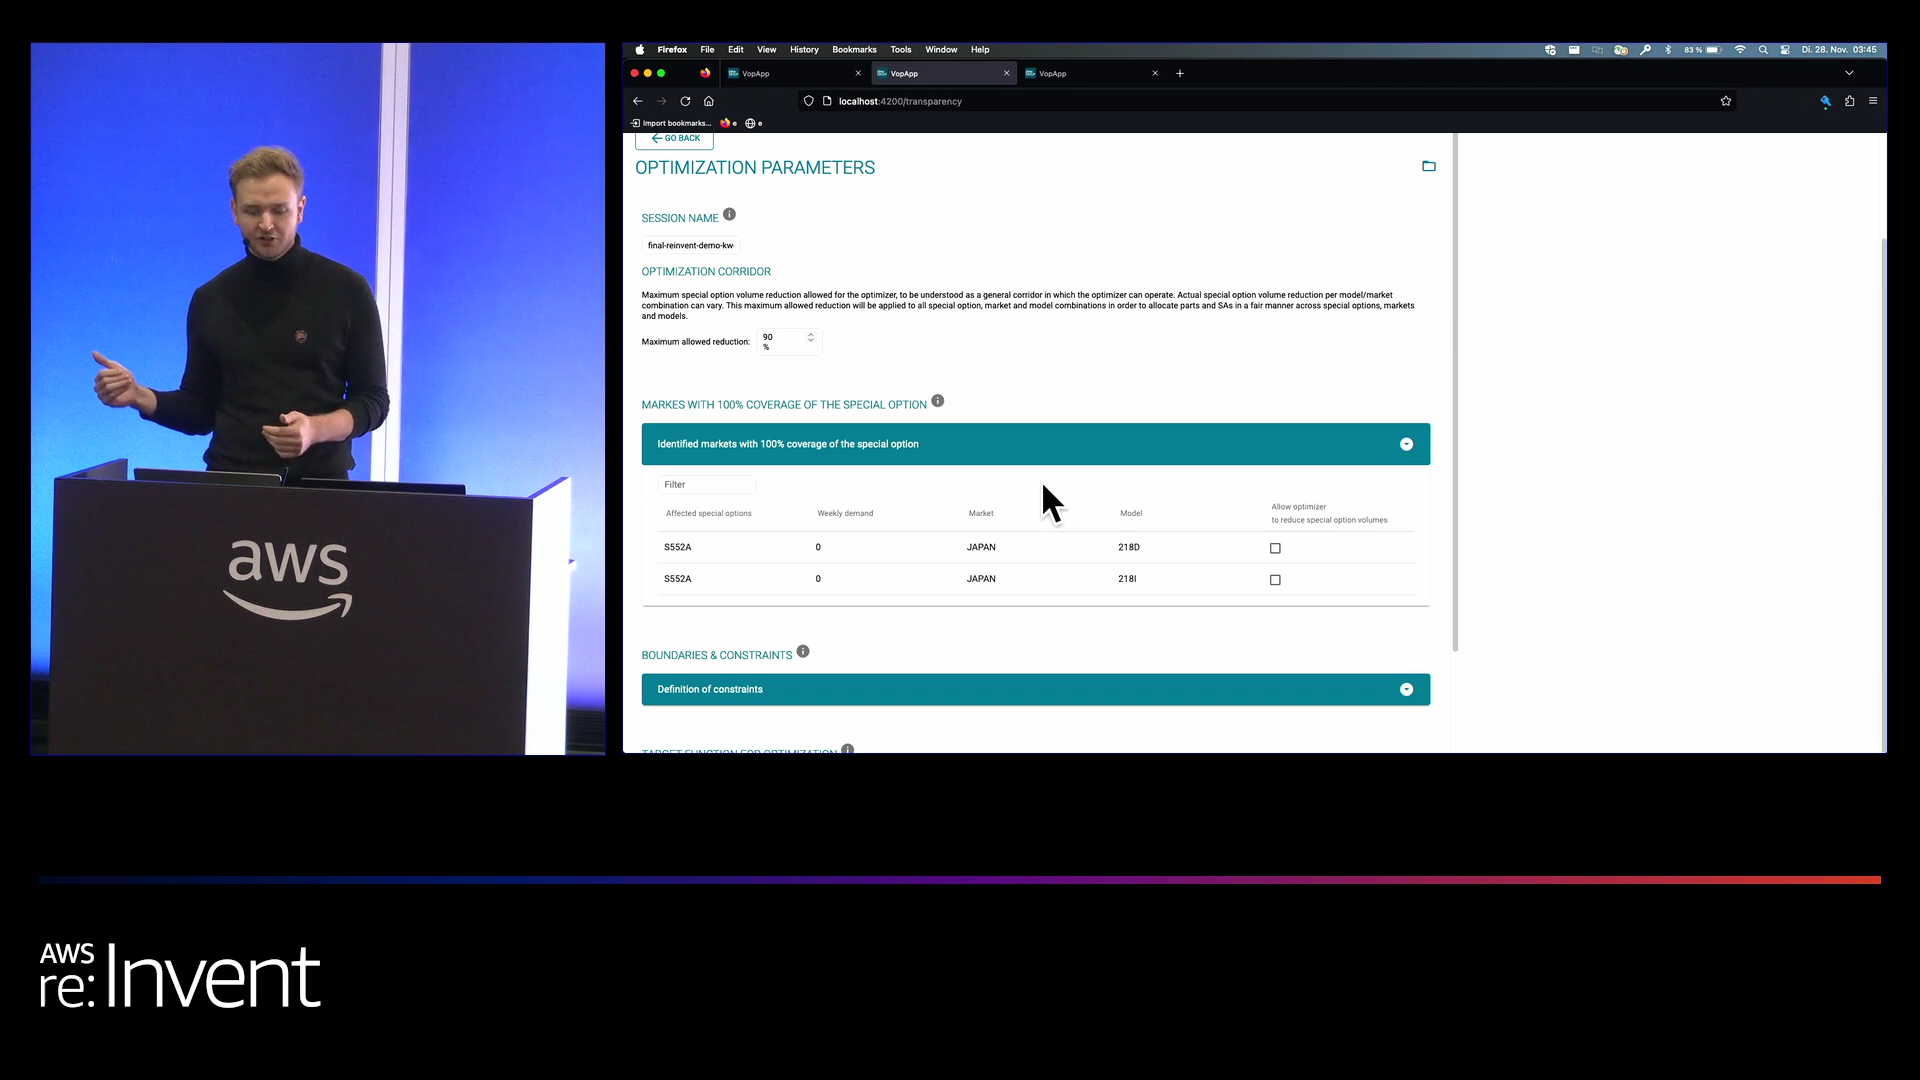 Firefox File Edit View History Bookmarks Tools Window Help
83 % Di. 28. Nov. 03:45
VopApp
VopApp
VopApp
localhost:4200/transparency
Import bookmarks... e e
GO BACK
OPTIMIZATION PARAMETERS
SESSION NAME
final-reinvent-demo-kw-
OPTIMIZATION CORRIDOR
Maximum special option volume reduction allowed for the optimizer, to be understood as a general corridor in which the optimizer can operate. Actual special option volume reduction per model/market
combination can vary. This maximum allowed reduction will be applied to all special option, market and model combinations in order to allocate parts and SAs in a fair manner across special options, markets
and models.
Maximum allowed reduction: 90
%
MARKES WITH 100% COVERAGE OF THE SPECIAL OPTION
Identified markets with 100% coverage of the special option
Filter
Affected special options Weekly demand Market Model Allow optimizer
to reduce special option volumes
S552A 0 JAPAN 218D
S552A 0 JAPAN 218I
BOUNDARIES & CONSTRAINTS
Definition of constraints
TARGET FUNCTION FOR OPTIMIZATION
aws
AWS
re:Invent